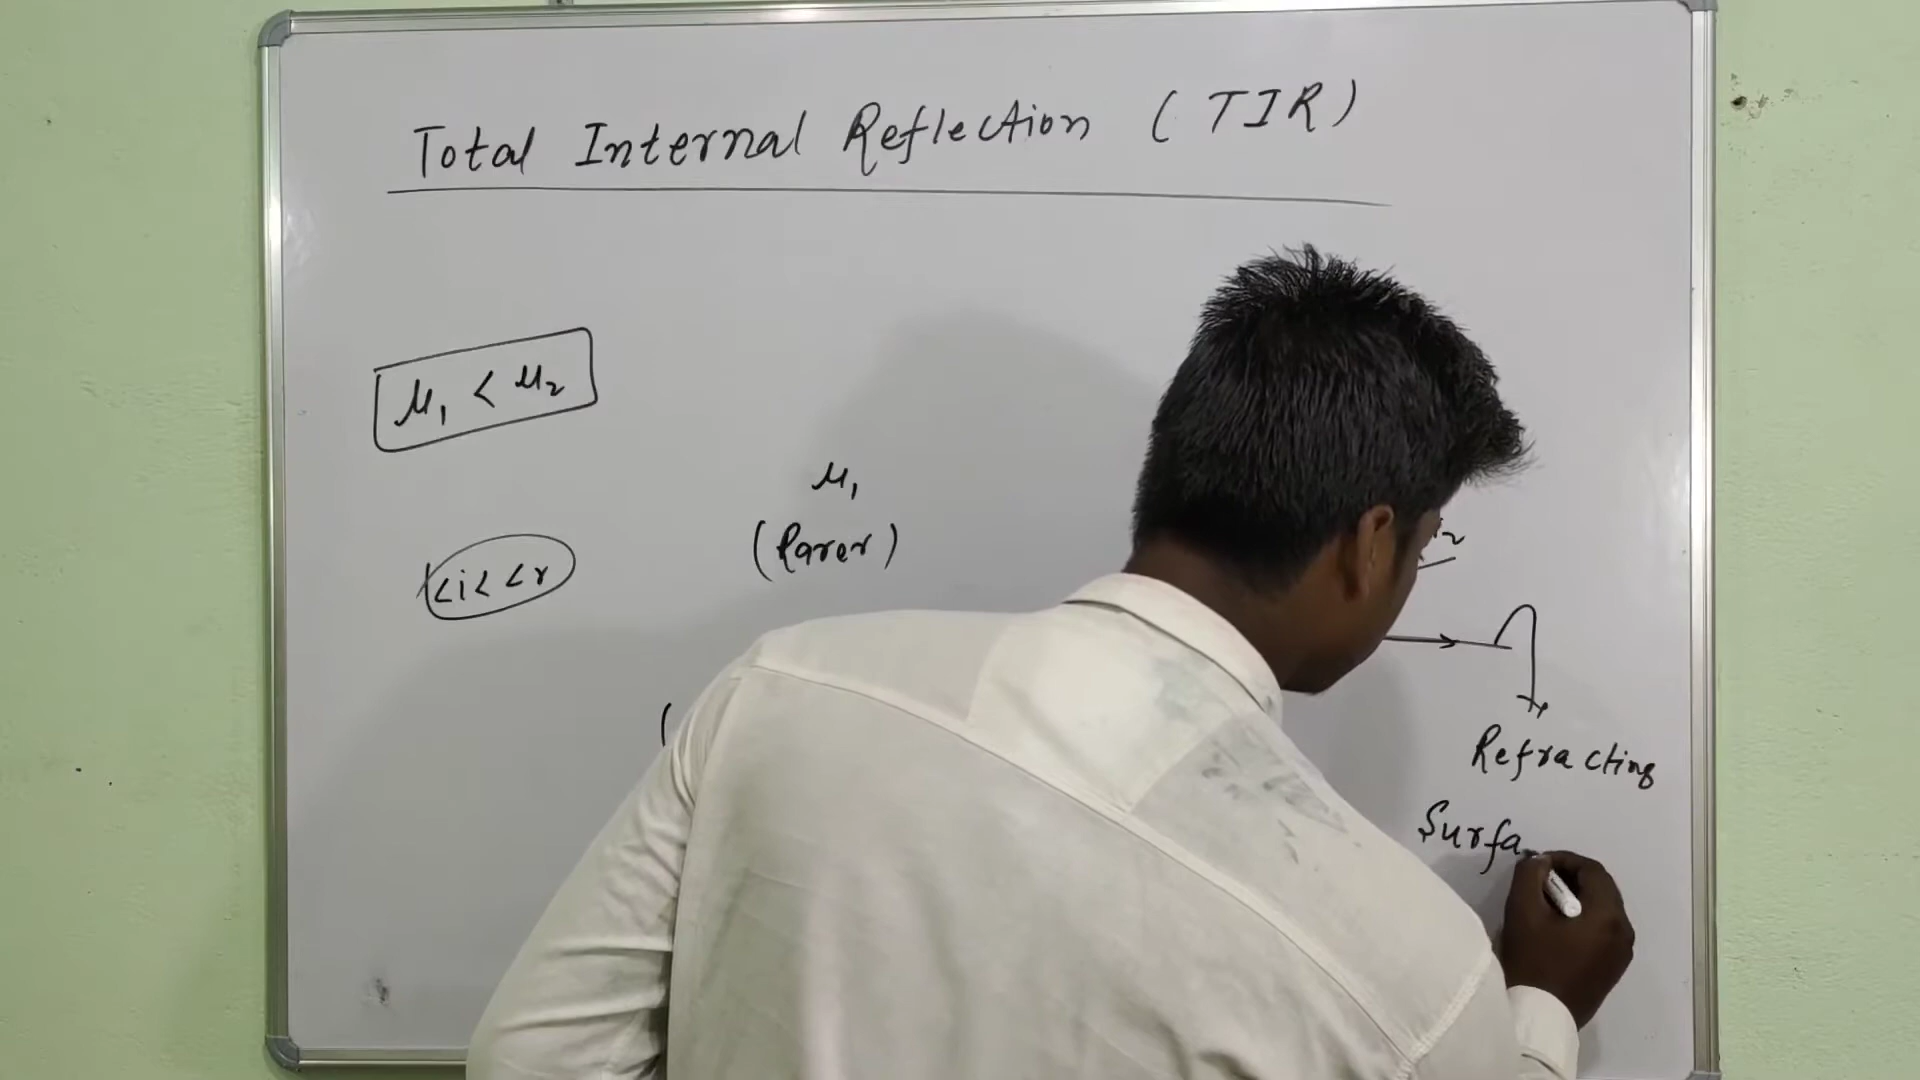 Total Internal Reflection (TIR)
μ₁ < μ₂
μ₁
(Rarer)
<i< <r
Refracting
Surfa